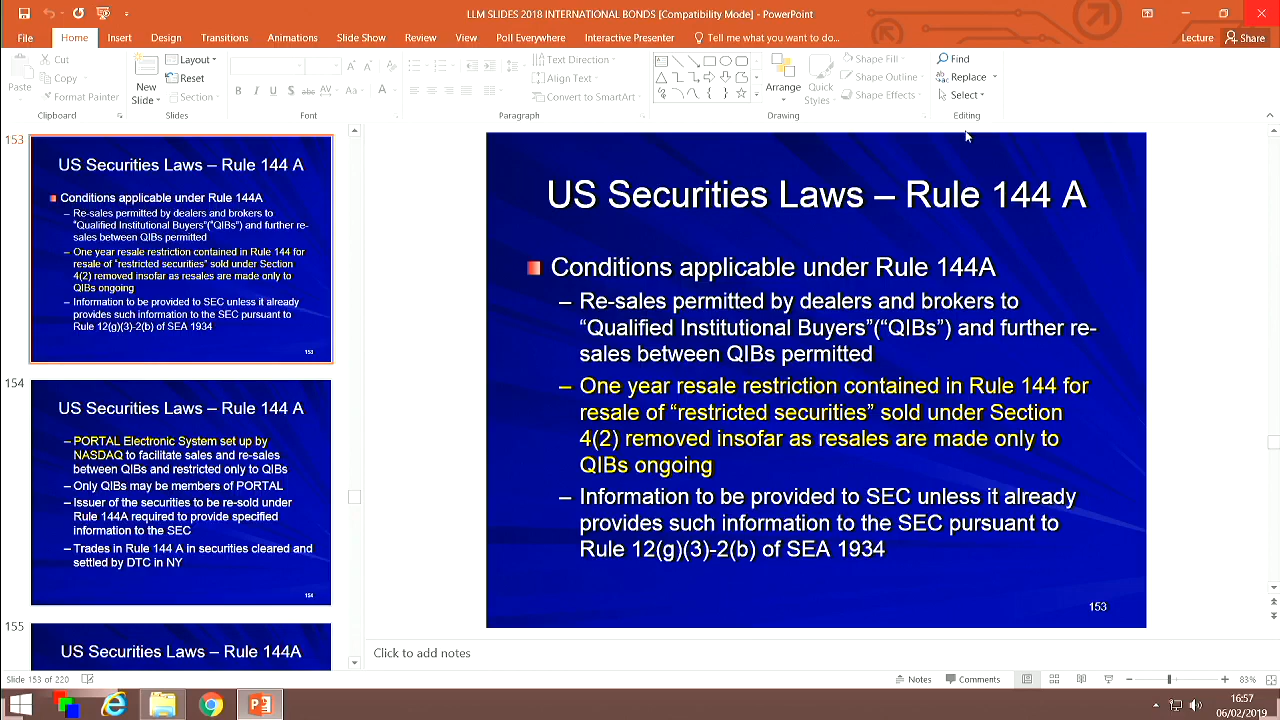 LLM SLIDES 2018 INTERNATIONAL BONDS [Compatibility Mode] - PowerPoint
File Home Insert Design Transitions Animations Slide Show Review View Poll Everywhere Interactive Presenter Tell me what you want to do... Lecture Share
Paste
Cut
Copy
Format Painter
Clipboard
New
Slide
Layout
Reset
Section
Slides
B I U S abc AV Aa A
Font
Text Direction
Align Text
Convert to SmartArt
Paragraph
Arrange
Quick
Styles
Shape Fill
Shape Outline
Shape Effects
Drawing
Find
Replace
Select
Editing
153
US Securities Laws – Rule 144 A
Conditions applicable under Rule 144A
– Re-sales permitted by dealers and brokers to
“Qualified Institutional Buyers”(“QIBs”) and further re-
sales between QIBs permitted
– One year resale restriction contained in Rule 144 for
resale of “restricted securities” sold under Section
4(2) removed insofar as resales are made only to
QIBs ongoing
– Information to be provided to SEC unless it already
provides such information to the SEC pursuant to
Rule 12(g)(3)-2(b) of SEA 1934
153
154
US Securities Laws – Rule 144 A
– PORTAL Electronic System set up by
NASDAQ to facilitate sales and re-sales
between QIBs and restricted only to QIBs
– Only QIBs may be members of PORTAL
– Issuer of the securities to be re-sold under
Rule 144A required to provide specified
information to the SEC
– Trades in Rule 144 A in securities cleared and
settled by DTC in NY
154
155
US Securities Laws – Rule 144A
US Securities Laws – Rule 144 A
Conditions applicable under Rule 144A
– Re-sales permitted by dealers and brokers to
“Qualified Institutional Buyers”(“QIBs”) and further re-
sales between QIBs permitted
– One year resale restriction contained in Rule 144 for
resale of “restricted securities” sold under Section
4(2) removed insofar as resales are made only to
QIBs ongoing
– Information to be provided to SEC unless it already
provides such information to the SEC pursuant to
Rule 12(g)(3)-2(b) of SEA 1934
153
Click to add notes
Slide 153 of 220 Notes Comments 83%
16:57
06/02/2019